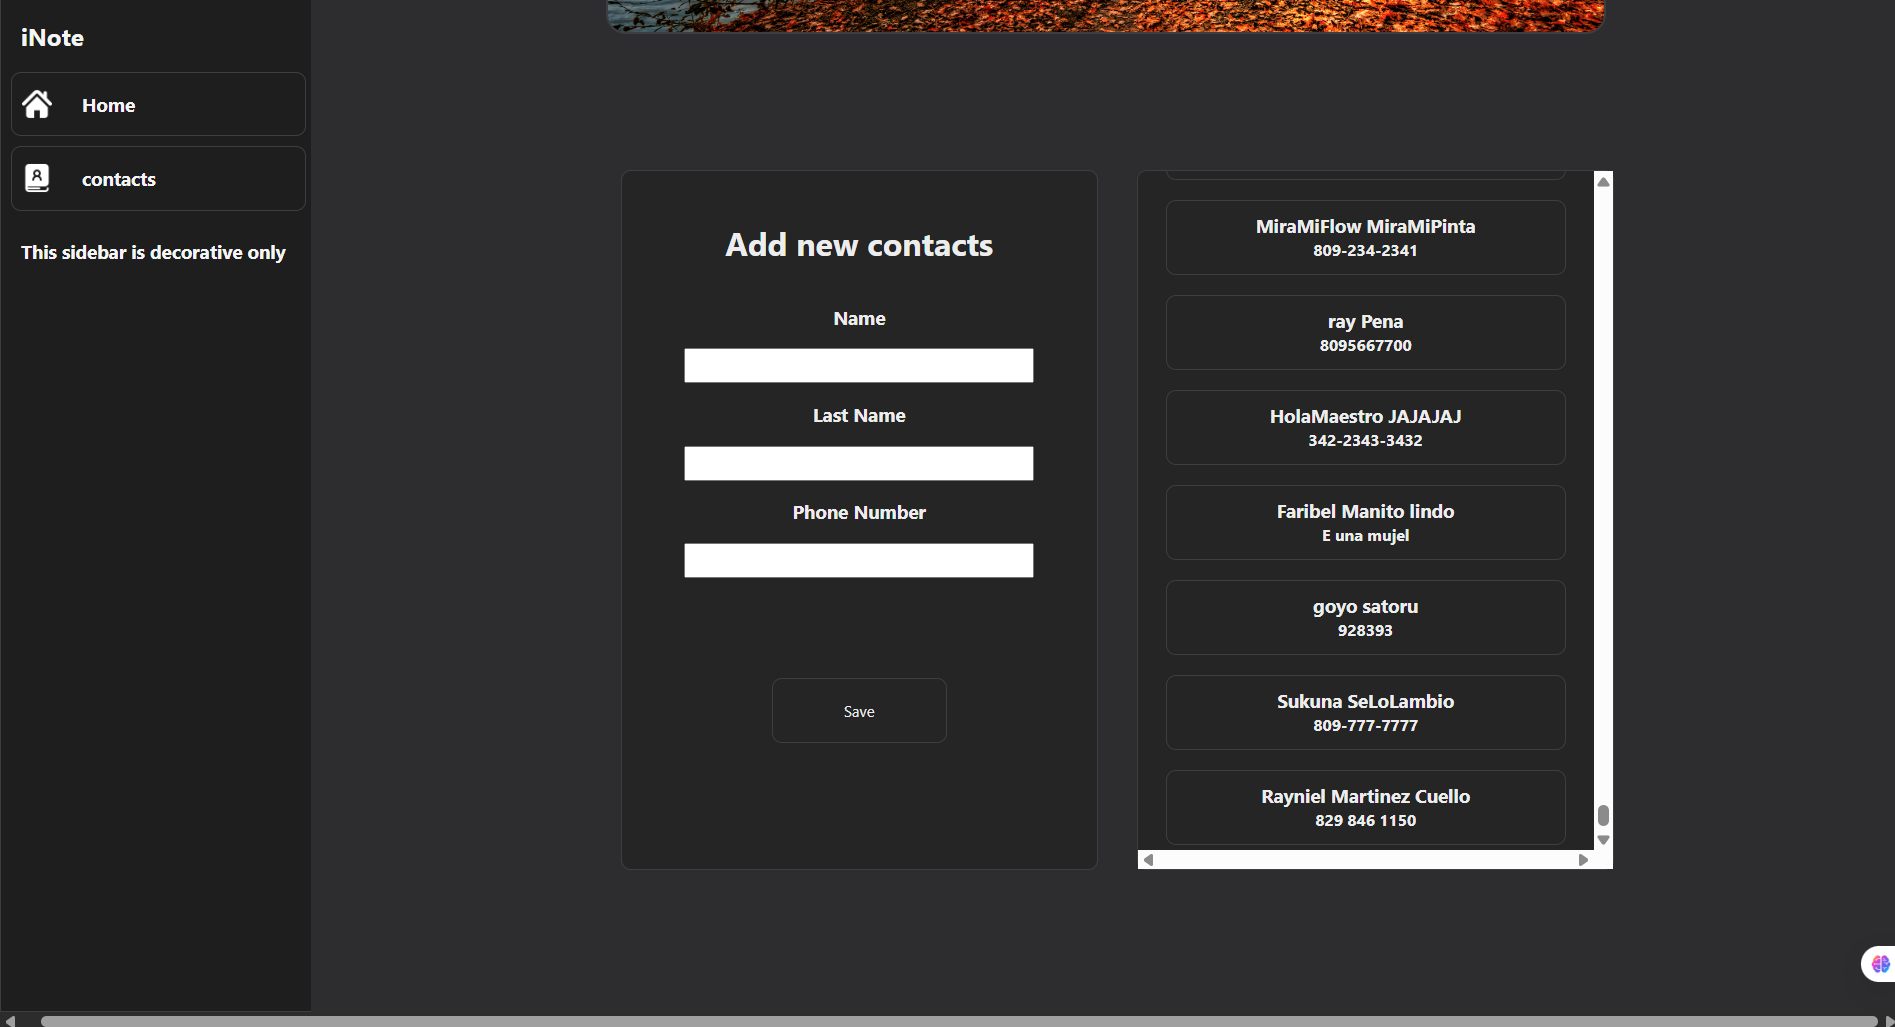 iNote
Home
contacts
This sidebar is decorative only
Add new contacts
Name
Last Name
Phone Number
Save
MiraMiFlow MiraMiPinta
809-234-2341
ray Pena
8095667700
HolaMaestro JAJAJAJ
342-2343-3432
Faribel Manito lindo
E una mujel
goyo satoru
928393
Sukuna SeLoLambio
809-777-7777
Rayniel Martinez Cuello
829 846 1150